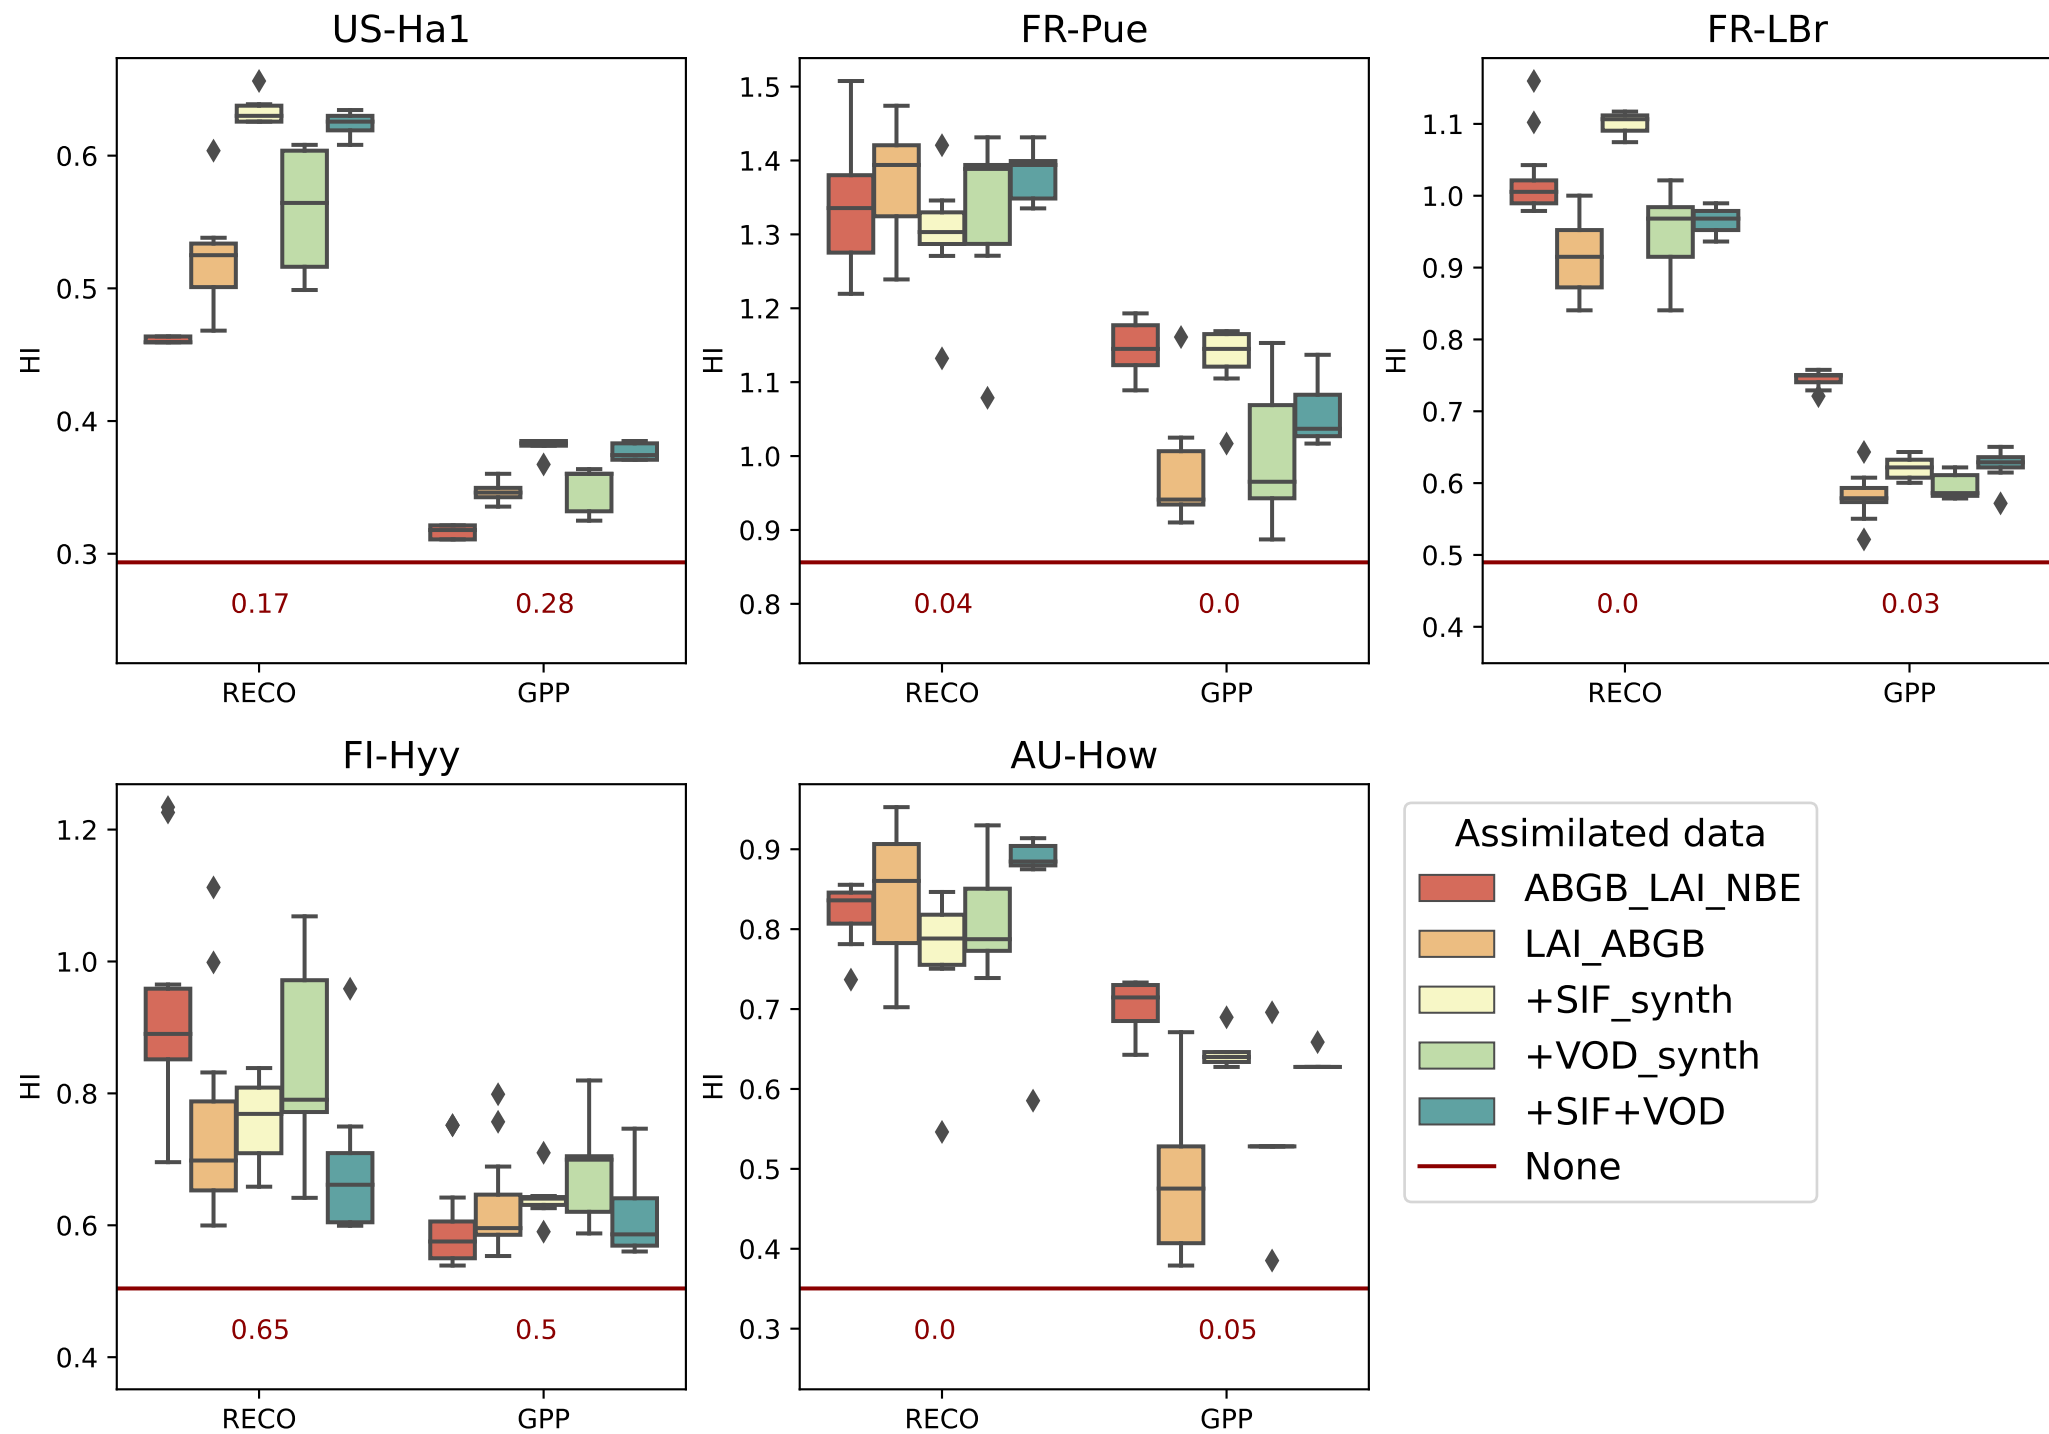 US-Ha1
HI
0.6
0.5
0.4
0.3
0.17
0.28
RECO
GPP
FR-Pue
HI
1.5
1.4
1.3
1.2
1.1
1.0
0.9
0.8
0.04
0.0
RECO
GPP
FR-LBr
HI
1.1
1.0
0.9
0.8
0.7
0.6
0.5
0.4
0.0
0.03
RECO
GPP
FI-Hyy
HI
1.2
1.0
0.8
0.6
0.4
0.65
0.5
RECO
GPP
AU-How
HI
0.9
0.8
0.7
0.6
0.5
0.4
0.3
0.0
0.05
RECO
GPP
Assimilated data
ABGB_LAI_NBE
LAI_ABGB
+SIF_synth
+VOD_synth
+SIF+VOD
None